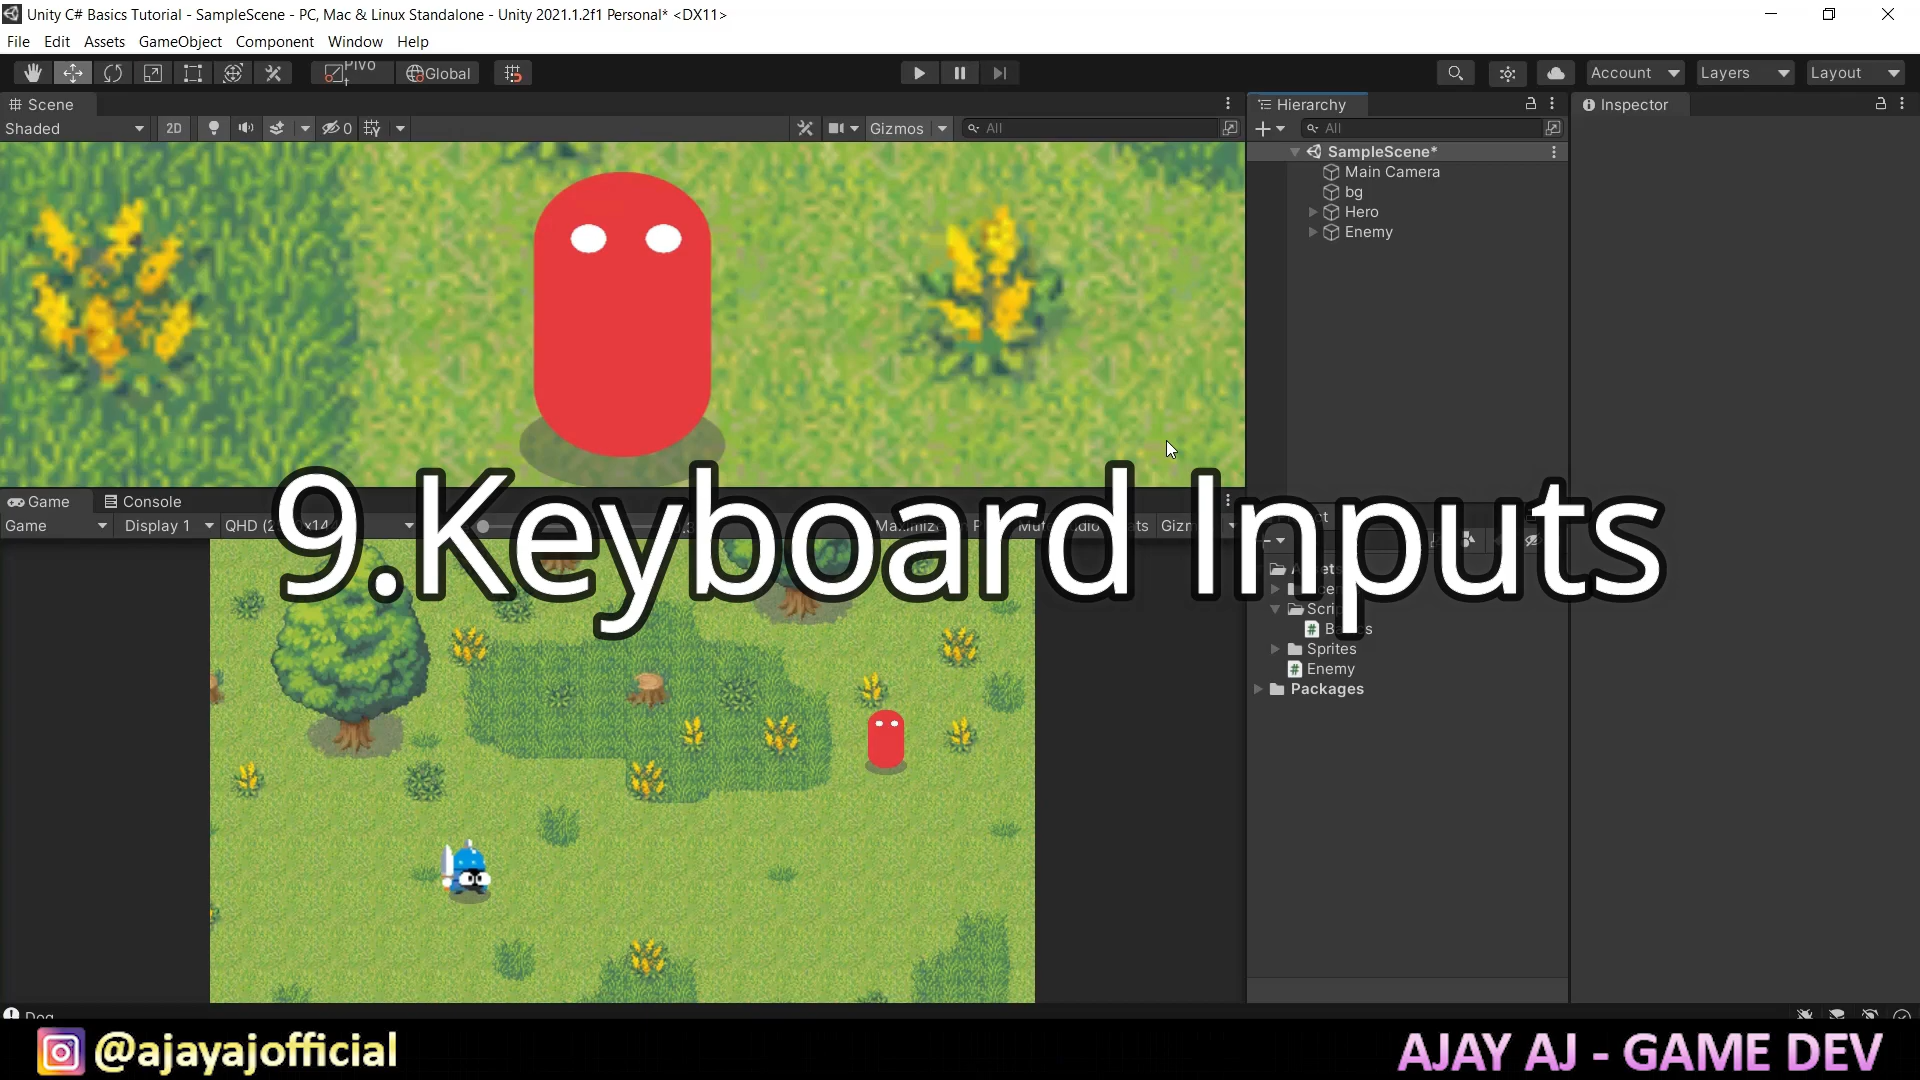 Unity C# Basics Tutorial - SampleScene - PC, Mac & Linux Standalone - Unity 2021.1.2f1 Personal* <DX11>
File Edit Assets GameObject Component Window Help
Global Account Layers Layout
Scene Hierarchy Inspector
Shaded 2D 0 Gizmos All All
SampleScene*
Main Camera
bg
Hero
Enemy
Game Console
Game Display 1 QHD
9.Keyboard Inputs
Sprites
Enemy
Packages
@ajayajofficial
AJAY AJ - GAME DEV